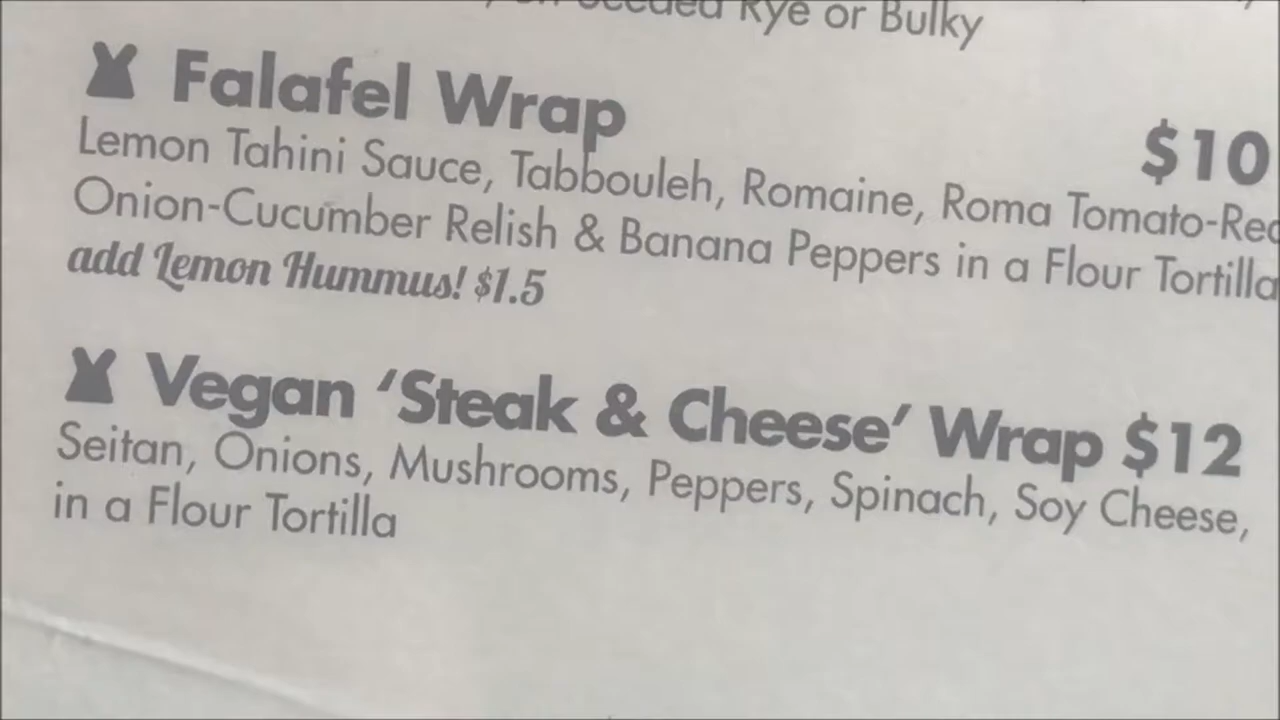 Seeded Rye or Bulky
Falafel Wrap $10
Lemon Tahini Sauce, Tabbouleh, Romaine, Roma Tomato-Red
Onion-Cucumber Relish & Banana Peppers in a Flour Tortilla
add Lemon Hummus! $1.5
Vegan ‘Steak & Cheese’ Wrap $12
Seitan, Onions, Mushrooms, Peppers, Spinach, Soy Cheese,
in a Flour Tortilla